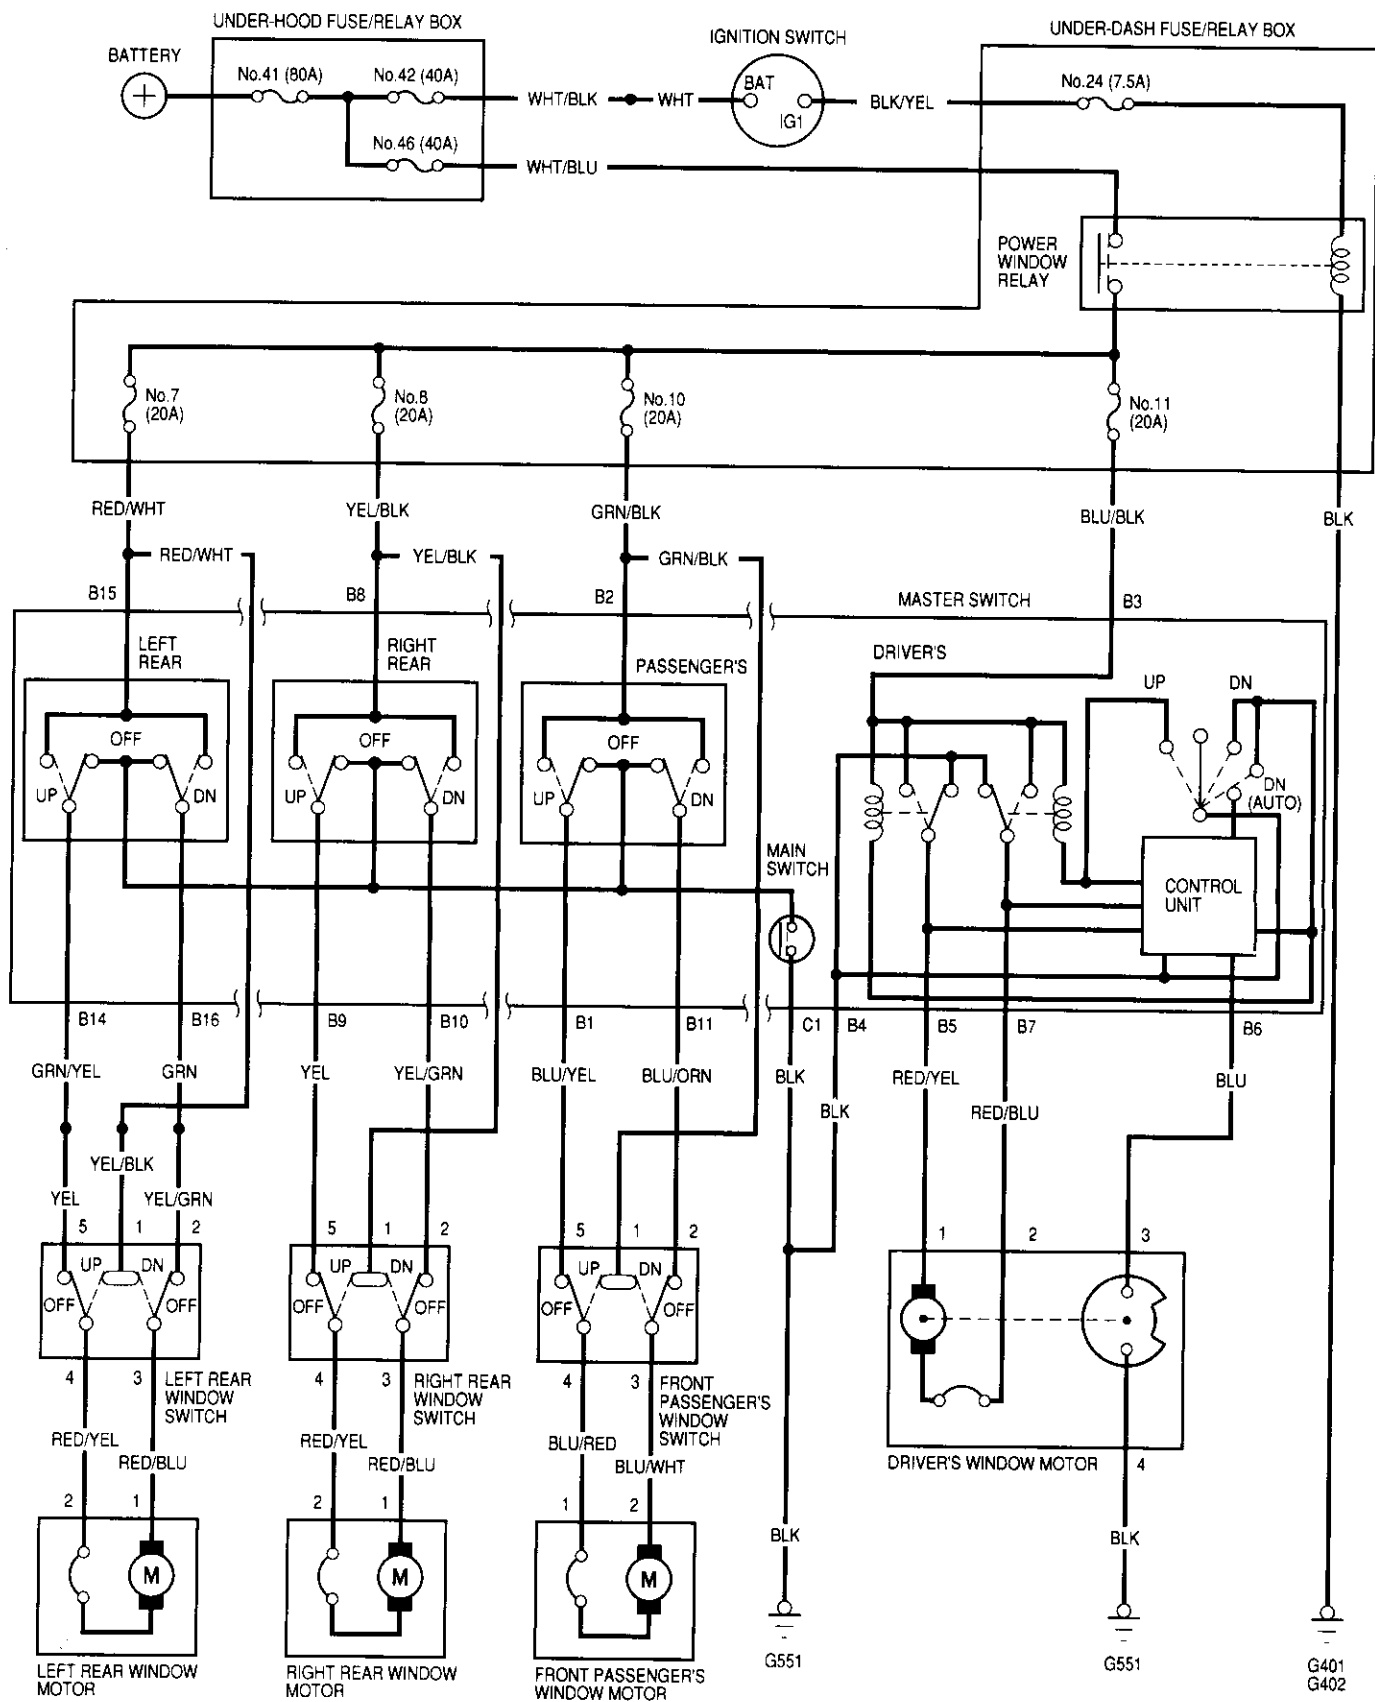 UNDER-HOOD FUSE/RELAY BOX
UNDER-DASH FUSE/RELAY BOX
IGNITION SWITCH
BATTERY
No.41 (80A)
No.42 (40A)
BAT
No.24 (7.5A)
WHT/BLK
WHT
BLK/YEL
IG1
No.46 (40A)
WHT/BLU
POWER
WINDOW
RELAY
No.7
(20A)
No.8
(20A)
No.10
(20A)
No.11
(20A)
RED/WHT
YEL/BLK
GRN/BLK
BLU/BLK
BLK
RED/WHT
YEL/BLK
GRN/BLK
B15
B8
B2
MASTER SWITCH
B3
LEFT
REAR
RIGHT
REAR
PASSENGER'S
DRIVER'S
UP
DN
OFF
OFF
OFF
UP
DN
UP
DN
UP
DN
DN
(AUTO)
MAIN
SWITCH
CONTROL
UNIT
B14
B16
B9
B10
B1
B11
C1
B4
B5
B7
B6
GRN/YEL
GRN
YEL
YEL/GRN
BLU/YEL
BLU/ORN
BLK
RED/YEL
BLU
BLK
RED/BLU
YEL/BLK
YEL
YEL/GRN
5
1
2
5
1
2
5
1
2
1
2
3
UP
DN
UP
DN
UP
DN
OFF
OFF
OFF
OFF
OFF
OFF
4
3
LEFT REAR
WINDOW
SWITCH
4
3
RIGHT REAR
WINDOW
SWITCH
4
3
FRONT
PASSENGER'S
WINDOW
SWITCH
RED/YEL
RED/BLU
RED/YEL
RED/BLU
BLU/RED
BLU/WHT
DRIVER'S WINDOW MOTOR
4
2
1
2
1
1
2
BLK
BLK
M
M
M
LEFT REAR WINDOW
MOTOR
RIGHT REAR WINDOW
MOTOR
FRONT PASSENGER'S
WINDOW MOTOR
G551
G551
G401
G402